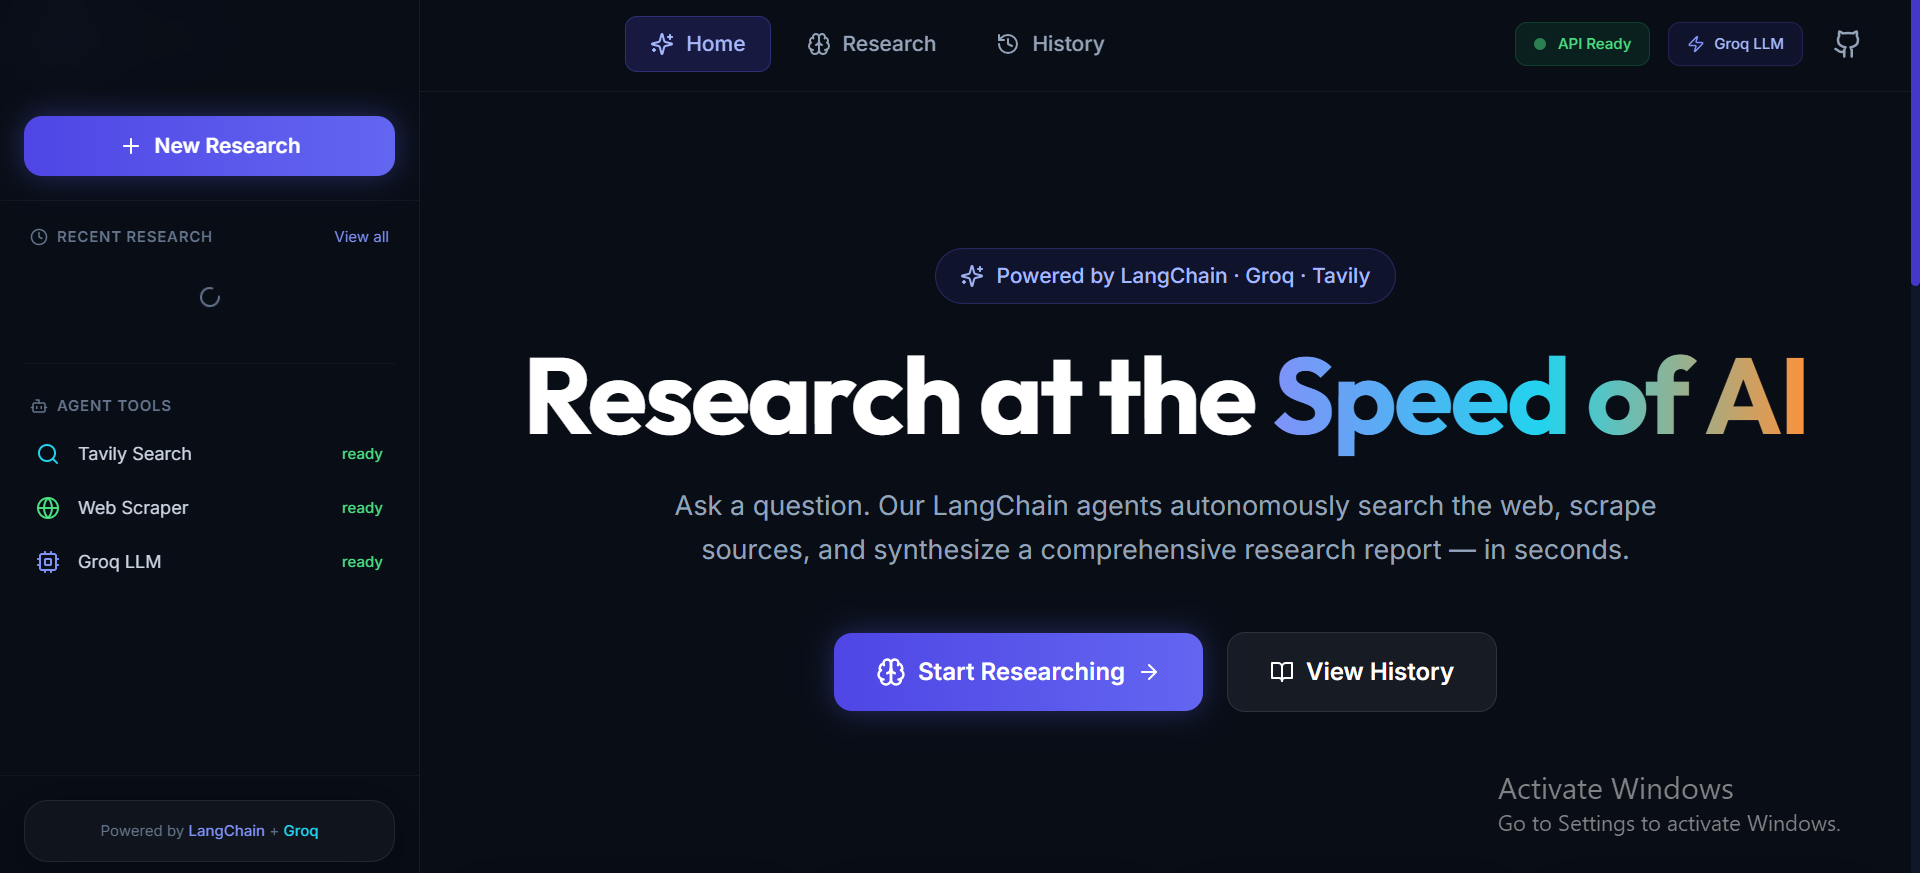 Home
Research
History
API Ready
Groq LLM
New Research
RECENT RESEARCH
View all
AGENT TOOLS
Tavily Search
ready
Web Scraper
ready
Groq LLM
ready
Powered by LangChain + Groq
Powered by LangChain · Groq · Tavily
Research at the Speed of AI
Ask a question. Our LangChain agents autonomously search the web, scrape
sources, and synthesize a comprehensive research report — in seconds.
Start Researching
View History
Activate Windows
Go to Settings to activate Windows.